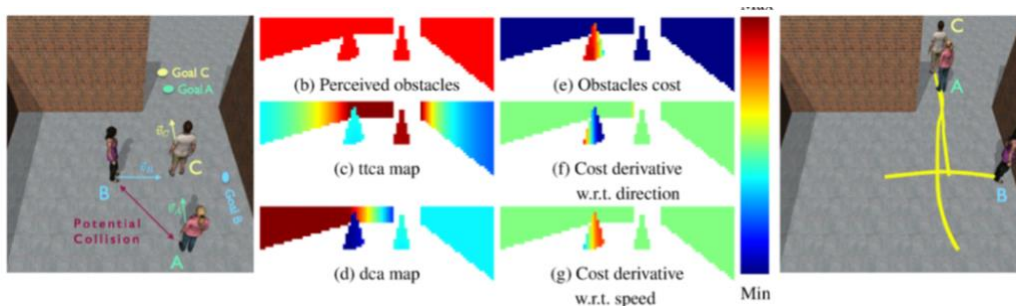 Goal C
Goal A
C
B
Goal B
Potential
Collision
A
(b) Perceived obstacles
(c) ttca map
(d) dca map
(e) Obstacles cost
(f) Cost derivative
w.r.t. direction
(g) Cost derivative
w.r.t. speed
Max
Min
C
A
B